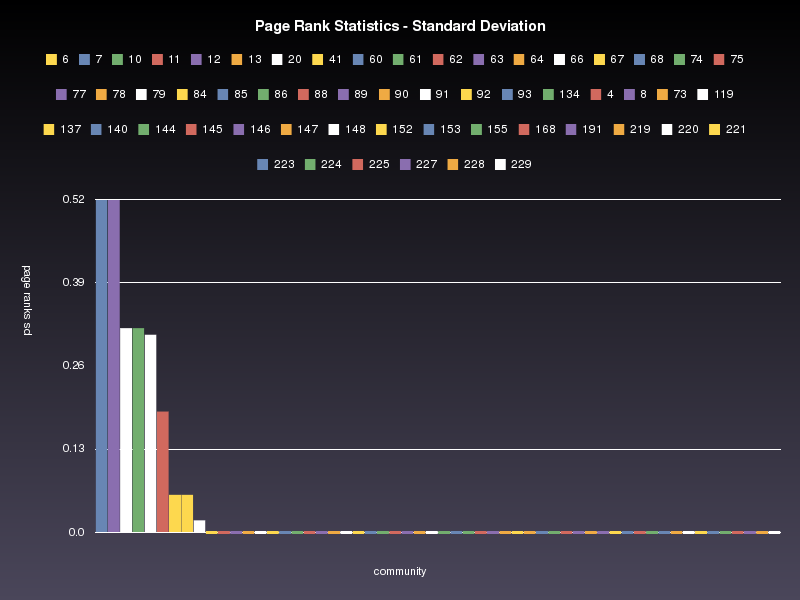 Page Rank Statistics - Standard Deviation
6 7 10 11 12 13 20 41 60 61 62 63 64 66 67 68 74 75
77 78 79 84 85 86 88 89 90 91 92 93 134 4 8 73 119
137 140 144 145 146 147 148 152 153 155 168 191 219 220 221
223 224 225 227 228 229
0.52
0.39
0.26
0.13
0.0
page ranks sd
community